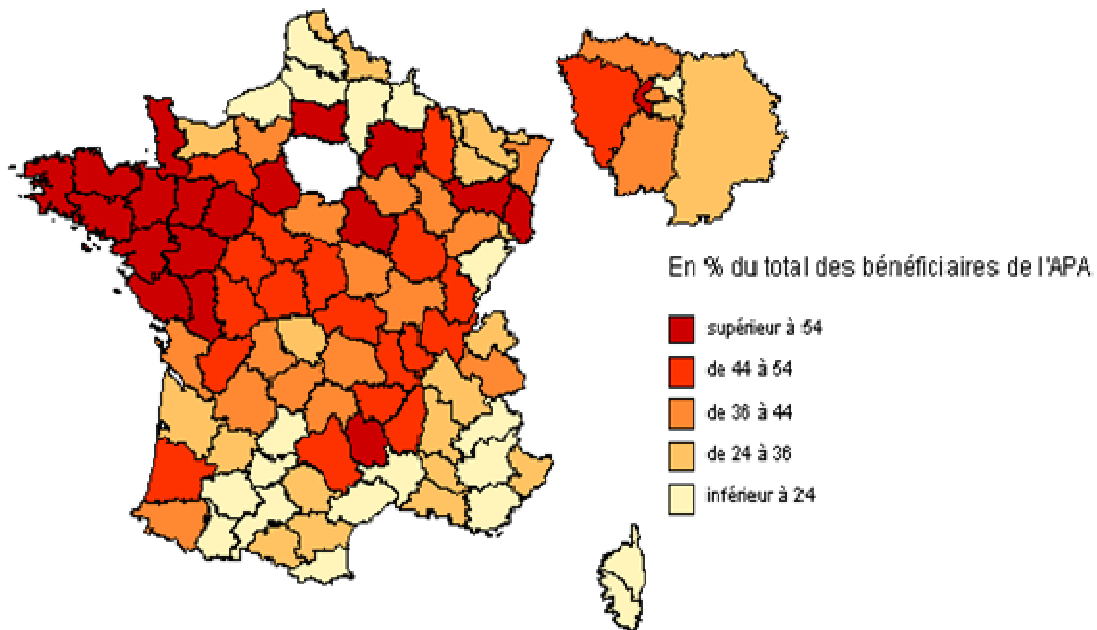 En % du total des bénéficiaires de l'APA
supérieur à 54
de 44 à 54
de 36 à 44
de 24 à 36
inférieur à 24